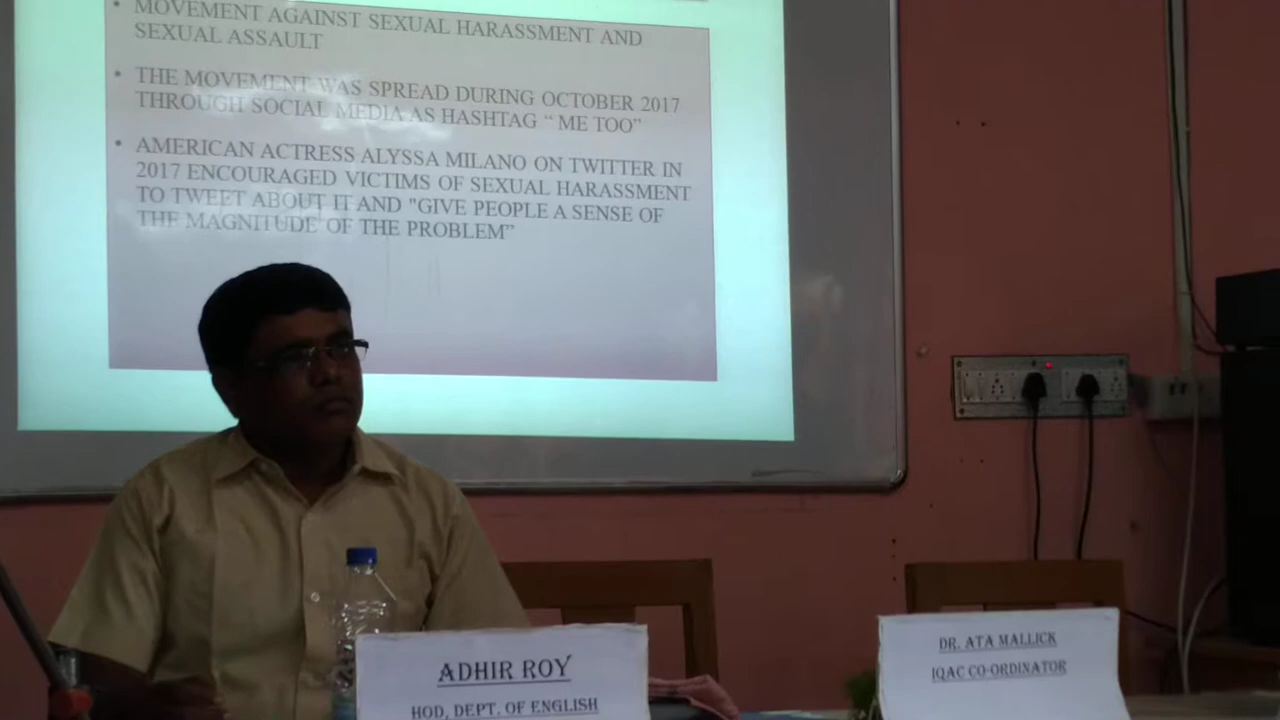 • MOVEMENT AGAINST SEXUAL HARASSMENT AND
SEXUAL ASSAULT
• THE MOVEMENT WAS SPREAD DURING OCTOBER 2017
THROUGH SOCIAL MEDIA AS HASHTAG “ ME TOO”
• AMERICAN ACTRESS ALYSSA MILANO ON TWITTER IN
2017 ENCOURAGED VICTIMS OF SEXUAL HARASSMENT
TO TWEET ABOUT IT AND "GIVE PEOPLE A SENSE OF
THE MAGNITUDE OF THE PROBLEM”
ADHIR ROY
HOD, DEPT. OF ENGLISH
DR. ATA MALLICK
IQAC CO-ORDINATOR